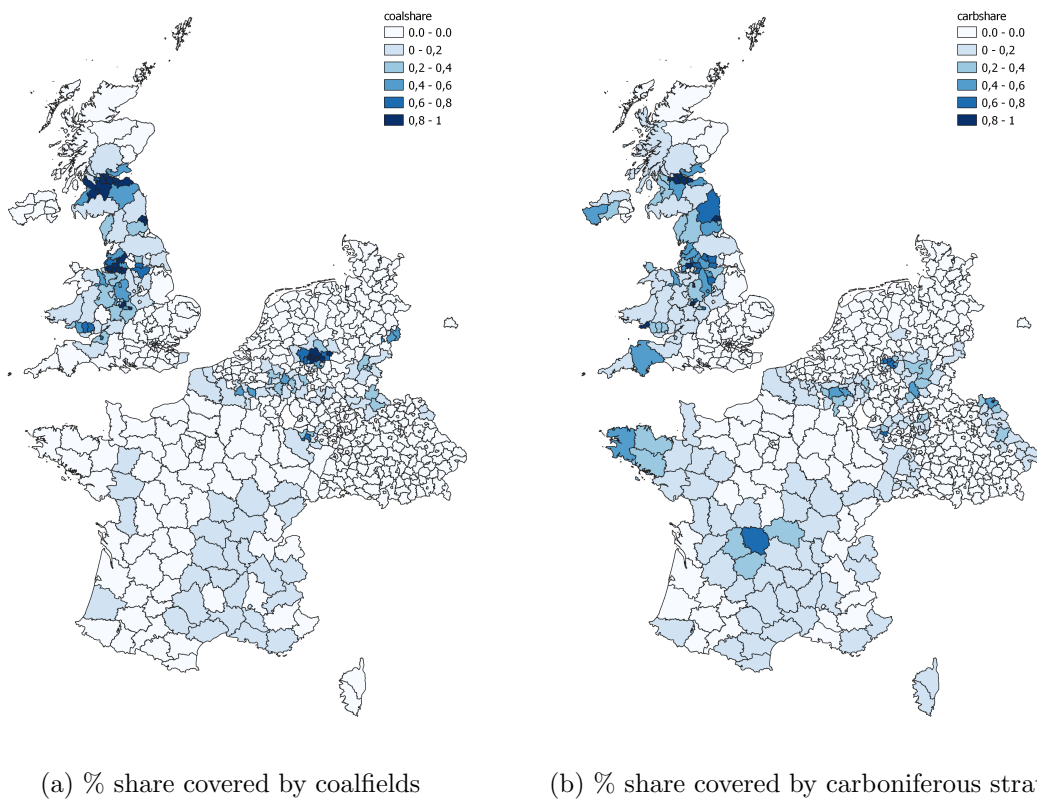 coalshare
0.0 - 0.0
0 - 0,2
0,2 - 0,4
0,4 - 0,6
0,6 - 0,8
0,8 - 1
carbshare
0.0 - 0.0
0 - 0,2
0,2 - 0,4
0,4 - 0,6
0,6 - 0,8
0,8 - 1
(a) % share covered by coalfields
(b) % share covered by carboniferous stra